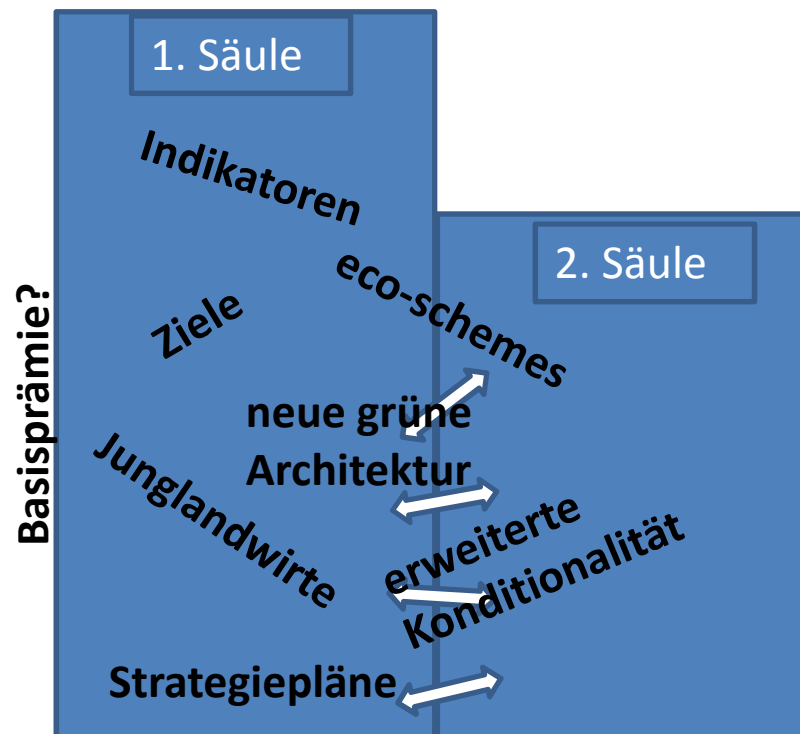 1. Säule
Indikatoren
2. Säule
eco-schemes
Ziele
Basisprämie?
neue grüne
Architektur
Junglandwirte
erweiterte
Konditionalität
Strategiepläne